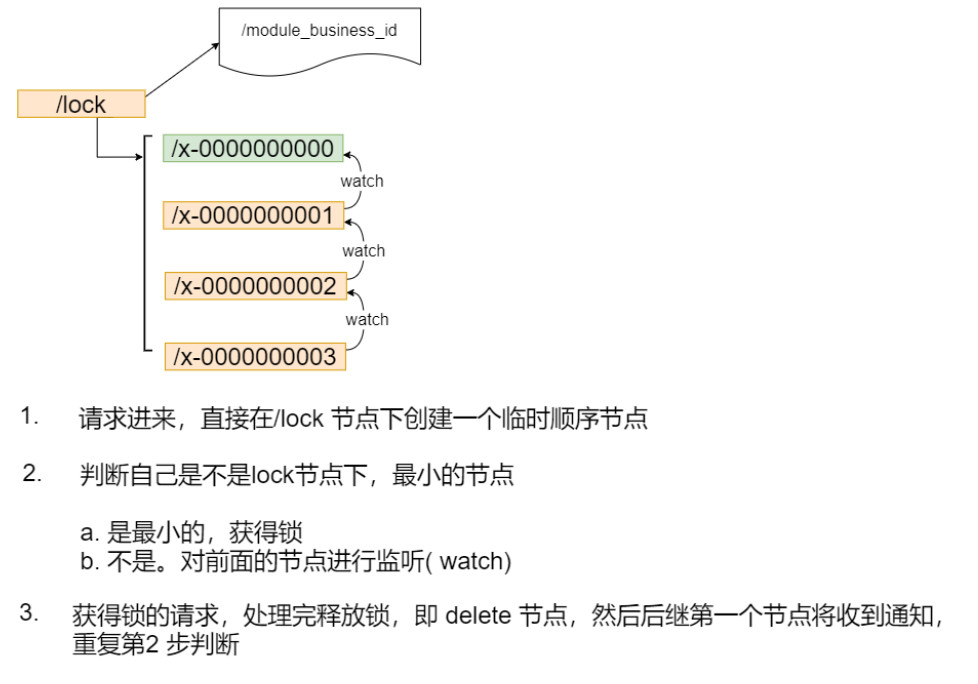 /module_business_id
/lock
/x-0000000000
watch
/x-0000000001
watch
/x-0000000002
watch
/x-0000000003
1. 请求进来，直接在/lock 节点下创建一个临时顺序节点
2. 判断自己是不是lock节点下，最小的节点
a. 是最小的，获得锁
b. 不是。对前面的节点进行监听( watch)
3. 获得锁的请求，处理完释放锁，即 delete 节点，然后后继第一个节点将收到通知，
重复第2 步判断